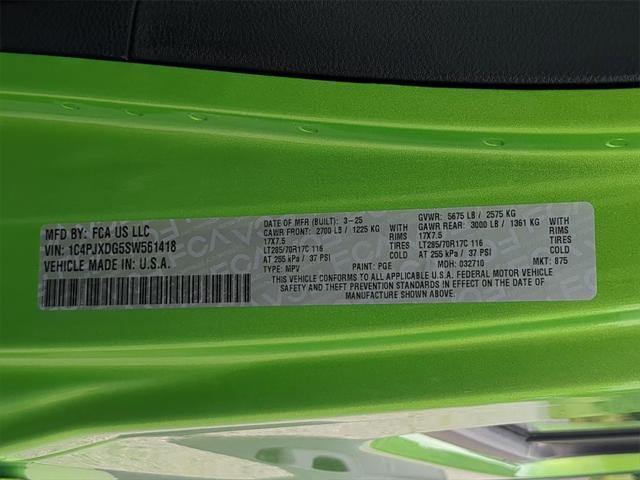 MFD BY: FCA US LLC
VIN: 1C4PJXDG5SW561418
VEHICLE MADE IN U.S.A.
DATE OF MFR (BUILT): 3-25
GAWR FRONT: 2700 LB / 1225 KG WITH
17X7.5 RIMS
LT285/70R17C 116 TIRES
AT 255 kPa / 37 PSI COLD
TYPE: MPV PAINT: PGE
GVWR: 5675 LB / 2575 KG
GAWR REAR: 3000 LB / 1361 KG WITH
17X7.5 RIMS
LT285/70R17C 116 TIRES
AT 255 kPa / 37 PSI COLD
MDH: 032710 MKT: 875
THIS VEHICLE CONFORMS TO ALL APPLICABLE U.S.A. FEDERAL MOTOR VEHICLE
SAFETY AND THEFT PREVENTION STANDARDS IN EFFECT ON THE DATE OF
MANUFACTURE SHOWN ABOVE.